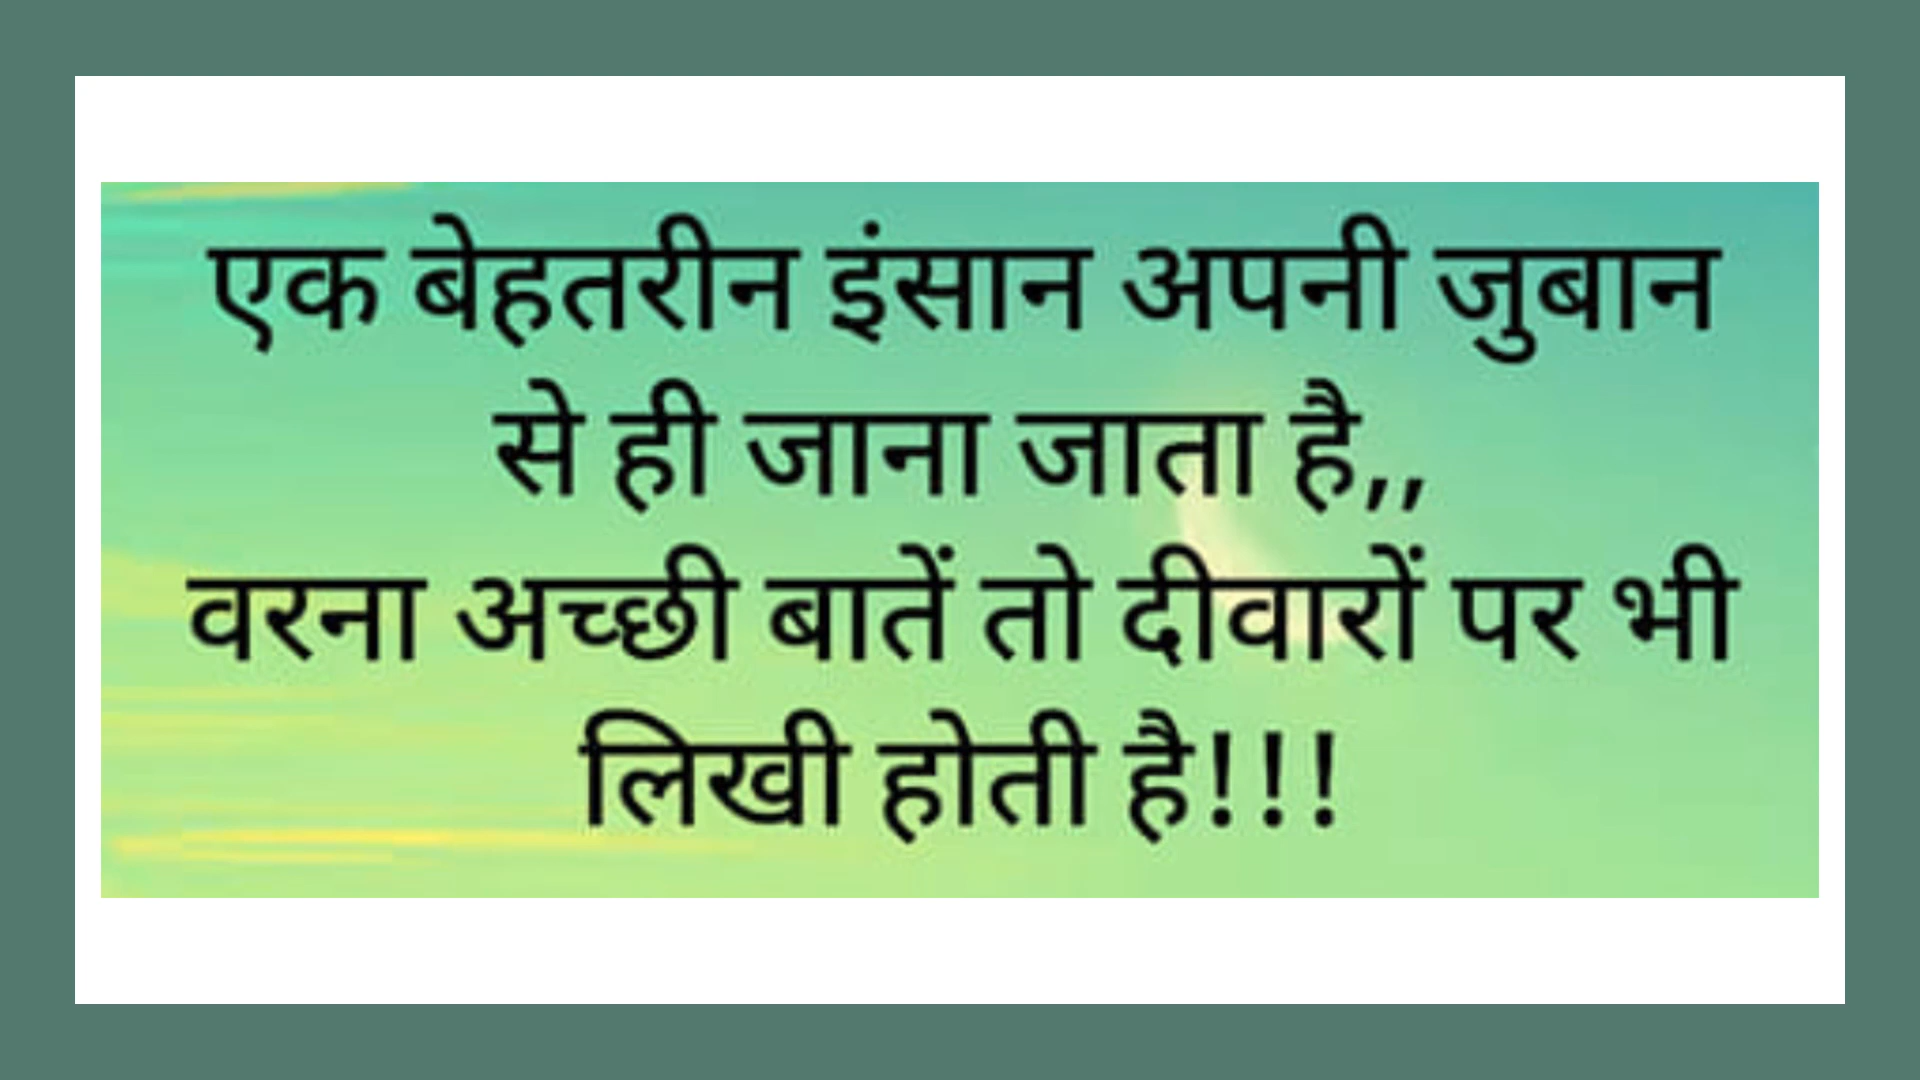 एक बेहतरीन इंसान अपनी जुबान
से ही जाना जाता है,,
वरना अच्छी बातें तो दीवारों पर भी
लिखी होती है!!!